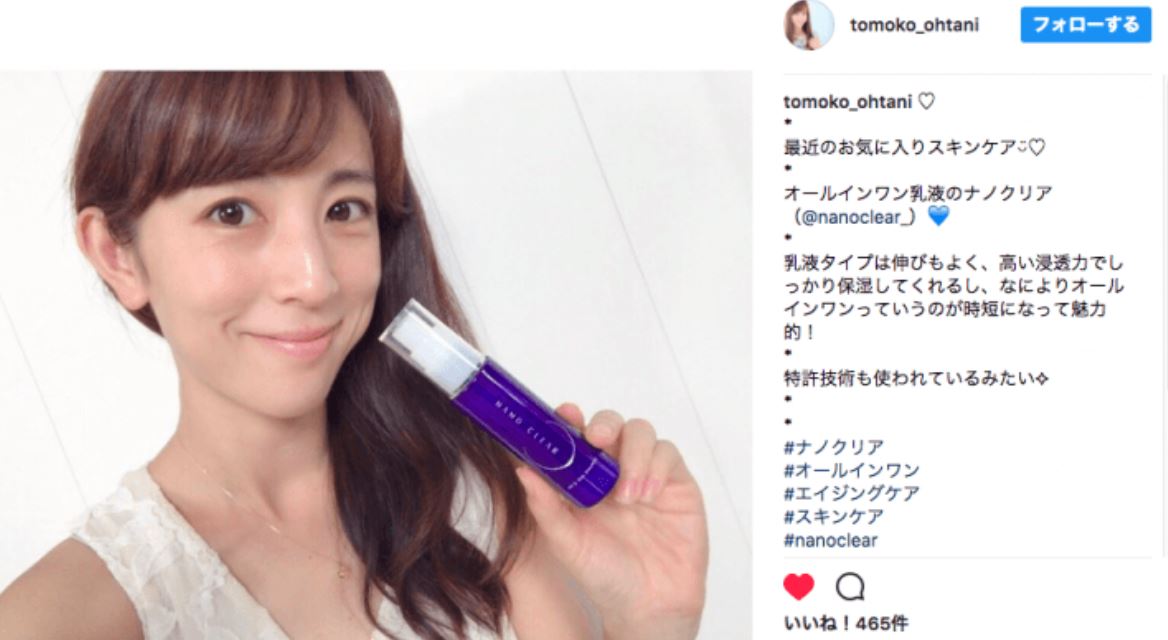 tomoko_ohtani
フォローする
tomoko_ohtani ♡
*
最近のお気に入りスキンケア
*
オールインワン乳液のナノクリア
（@nanoclear_）💙
*
乳液タイプは伸びもよく、高い浸透力でし
っかり保湿してくれるし、なによりオール
インワンっていうのが時短になって魅力
的！
*
特許技術も使われているみたい✧
*
*
#ナノクリア
#オールインワン
#エイジングケア
#スキンケア
#nanoclear
いいね！465件
NANO CLEAR